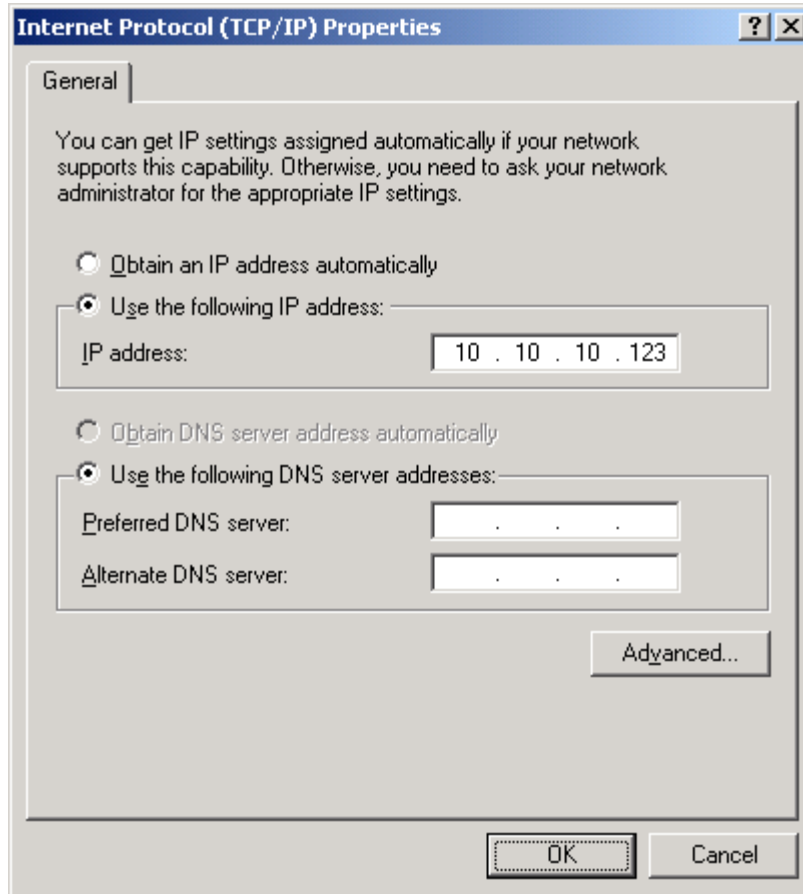 Internet Protocol (TCP/IP) Properties
General
You can get IP settings assigned automatically if your network
supports this capability. Otherwise, you need to ask your network
administrator for the appropriate IP settings.
Obtain an IP address automatically
Use the following IP address:
IP address: 10 . 10 . 10 . 123
Obtain DNS server address automatically
Use the following DNS server addresses:
Preferred DNS server: . . .
Alternate DNS server: . . .
Advanced...
OK Cancel